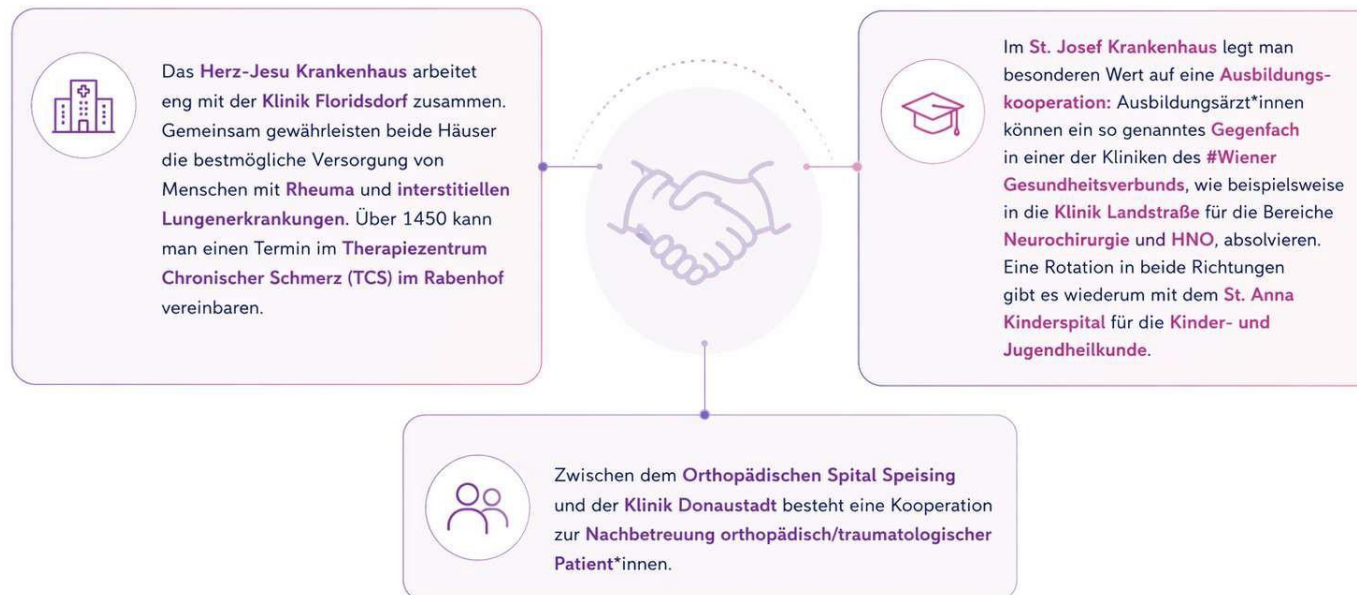 Das Herz-Jesu Krankenhaus arbeitet
eng mit der Klinik Floridsdorf zusammen.
Gemeinsam gewährleisten beide Häuser
die bestmögliche Versorgung von
Menschen mit Rheuma und interstitiellen
Lungenerkrankungen. Über 1450 kann
man einen Termin im Therapiezentrum
Chronischer Schmerz (TCS) im Rabenhof
vereinbaren.
Im St. Josef Krankenhaus legt man
besonderen Wert auf eine Ausbildungs-
kooperation: Ausbildungsärzt*innen
können ein so genanntes Gegenfach
in einer der Kliniken des #Wiener
Gesundheitsverbunds, wie beispielsweise
in die Klinik Landstraße für die Bereiche
Neurochirurgie und HNO, absolvieren.
Eine Rotation in beide Richtungen
gibt es wiederum mit dem St. Anna
Kinderspital für die Kinder- und
Jugendheilkunde.
Zwischen dem Orthopädischen Spital Speising
und der Klinik Donaustadt besteht eine Kooperation
zur Nachbetreuung orthopädisch/traumatologischer
Patient*innen.